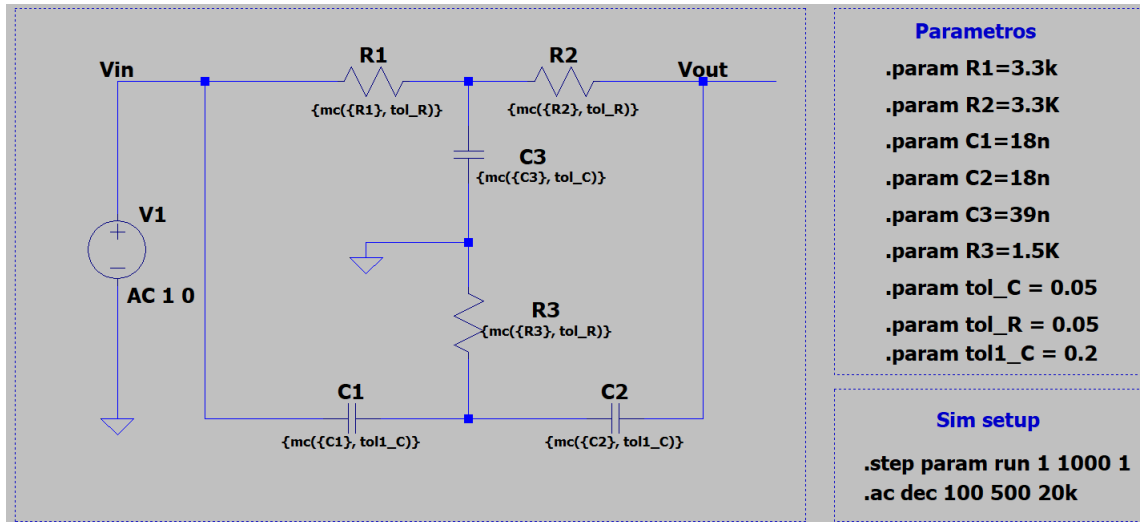 Vin
R1
{mc({R1}, tol_R)}
R2
{mc({R2}, tol_R)}
Vout
C3
{mc({C3}, tol_C)}
V1
AC 1 0
R3
{mc({R3}, tol_R)}
C1
{mc({C1}, tol1_C)}
C2
{mc({C2}, tol1_C)}
Parametros
.param R1=3.3k
.param R2=3.3K
.param C1=18n
.param C2=18n
.param C3=39n
.param R3=1.5K
.param tol_C = 0.05
.param tol_R = 0.05
.param tol1_C = 0.2
Sim setup
.step param run 1 1000 1
.ac dec 100 500 20k